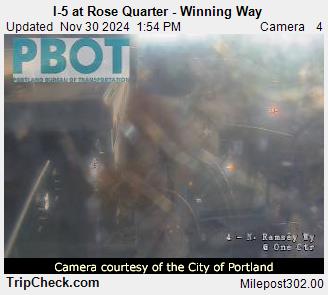 I-5 at Rose Quarter - Winning Way
Updated Nov 30 2024 1:54 PM Camera 4
PBOT
PORTLAND BUREAU OF TRANSPORTATION
4 - N. Ramsey Wy
@ One Ctr
Camera courtesy of the City of Portland
TripCheck.com Milepost302.00